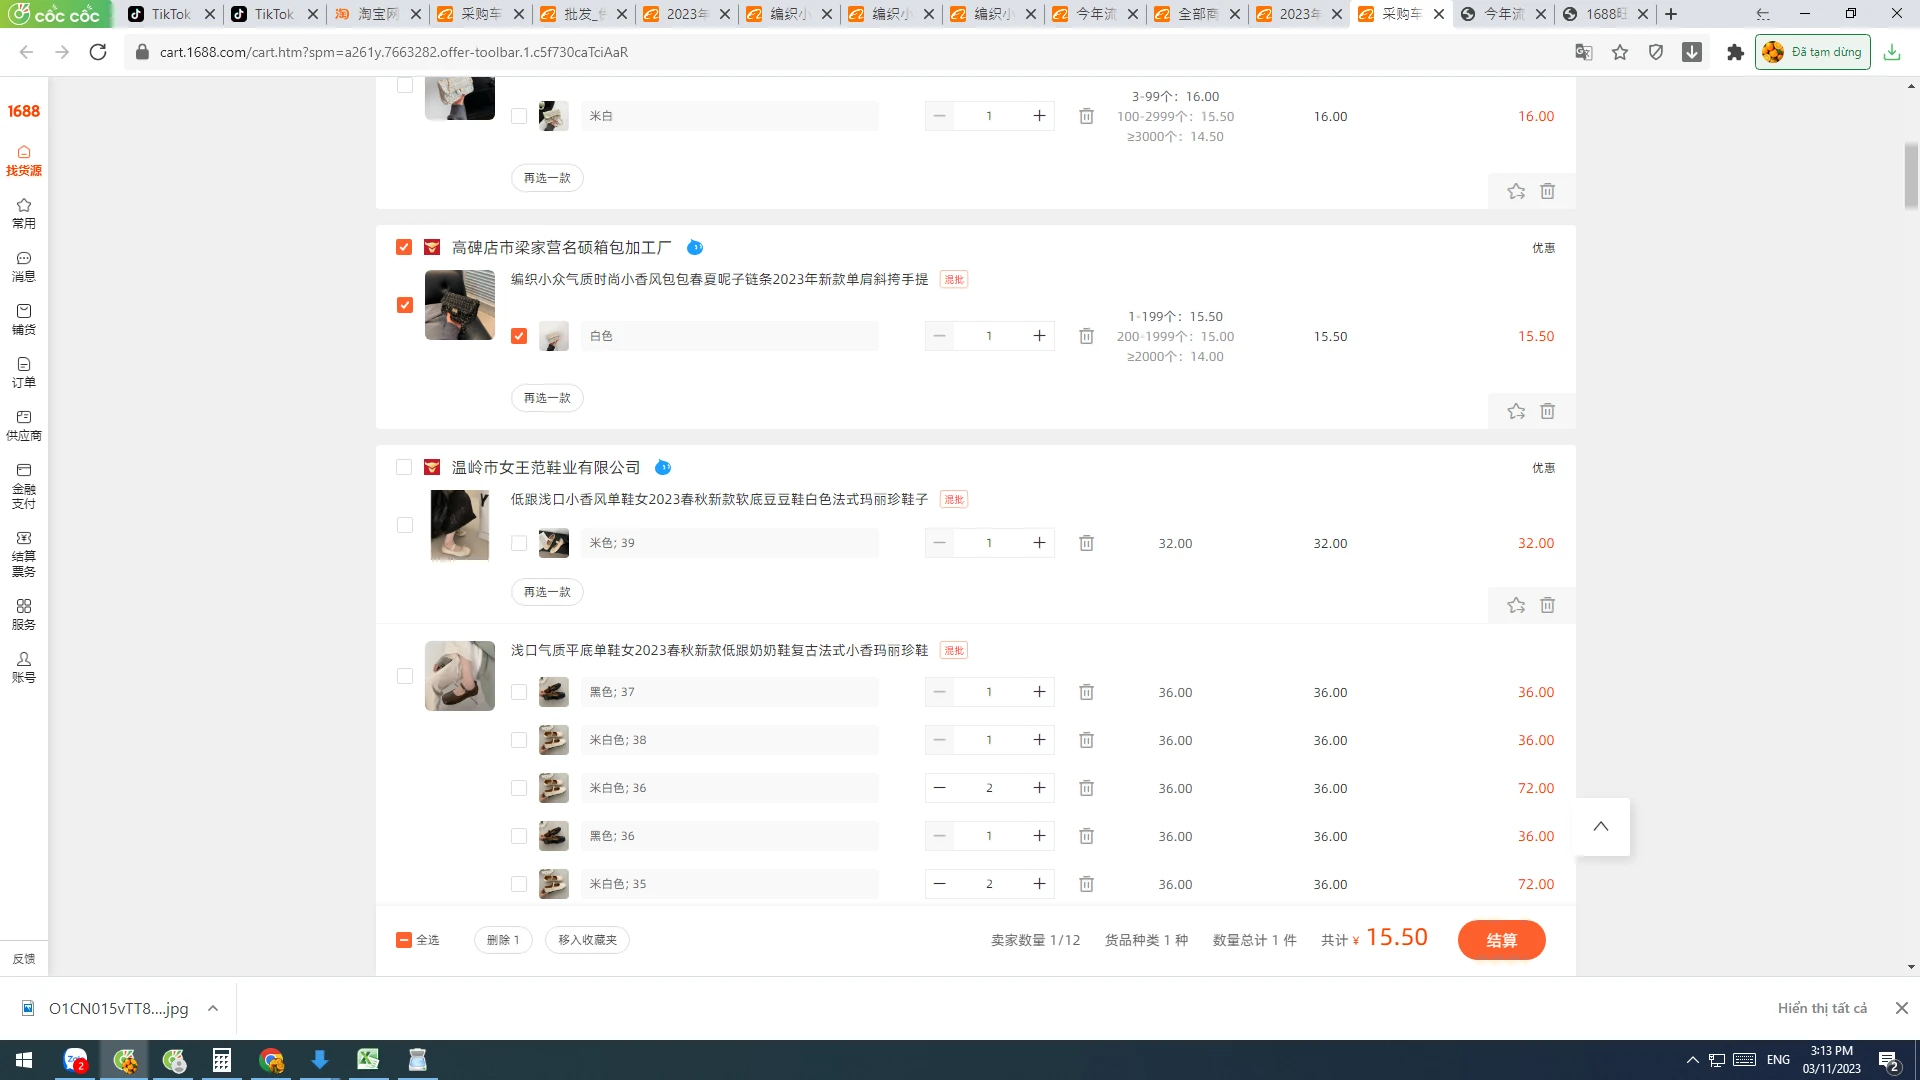 cốc cốc
TikTok
TikTok
淘宝网
采购车
批发_
2023年
编织小
编织小
编织小
今年流
全部商
2023年
采购车
今年流
1688旺
cart.1688.com/cart.htm?spm=a261y.7663282.offer-toolbar.1.c5f730caTciAaR
Đã tạm dừng
1688
找货源
常用
消息
铺货
订单
供应商
金融
支付
结算
票务
服务
账号
反馈
米白
1
3-99个: 16.00
100-2999个: 15.50
≥3000个: 14.50
16.00
16.00
再选一款
高碑店市梁家营名硕箱包加工厂
优惠
编织小众气质时尚小香风包包春夏呢子链条2023年新款单肩斜挎手提 混批
白色
1
1-199个: 15.50
200-1999个: 15.00
≥2000个: 14.00
15.50
15.50
再选一款
温岭市女王范鞋业有限公司
优惠
低跟浅口小香风单鞋女2023春秋新款软底豆豆鞋白色法式玛丽珍鞋子 混批
米色; 39 1 32.00 32.00 32.00
再选一款
浅口气质平底单鞋女2023春秋新款低跟奶奶鞋复古法式小香玛丽珍鞋 混批
黑色; 37 1 36.00 36.00 36.00
米白色; 38 1 36.00 36.00 36.00
米白色; 36 2 36.00 36.00 72.00
黑色; 36 1 36.00 36.00 36.00
米白色; 35 2 36.00 36.00 72.00
全选 删除 1 移入收藏夹 卖家数量 1/12 货品种类 1 种 数量总计 1 件 共计 ¥ 15.50 结算
O1CN015vTT8....jpg
Hiển thị tất cả
Zalo
2
ENG
3:13 PM
03/11/2023
2